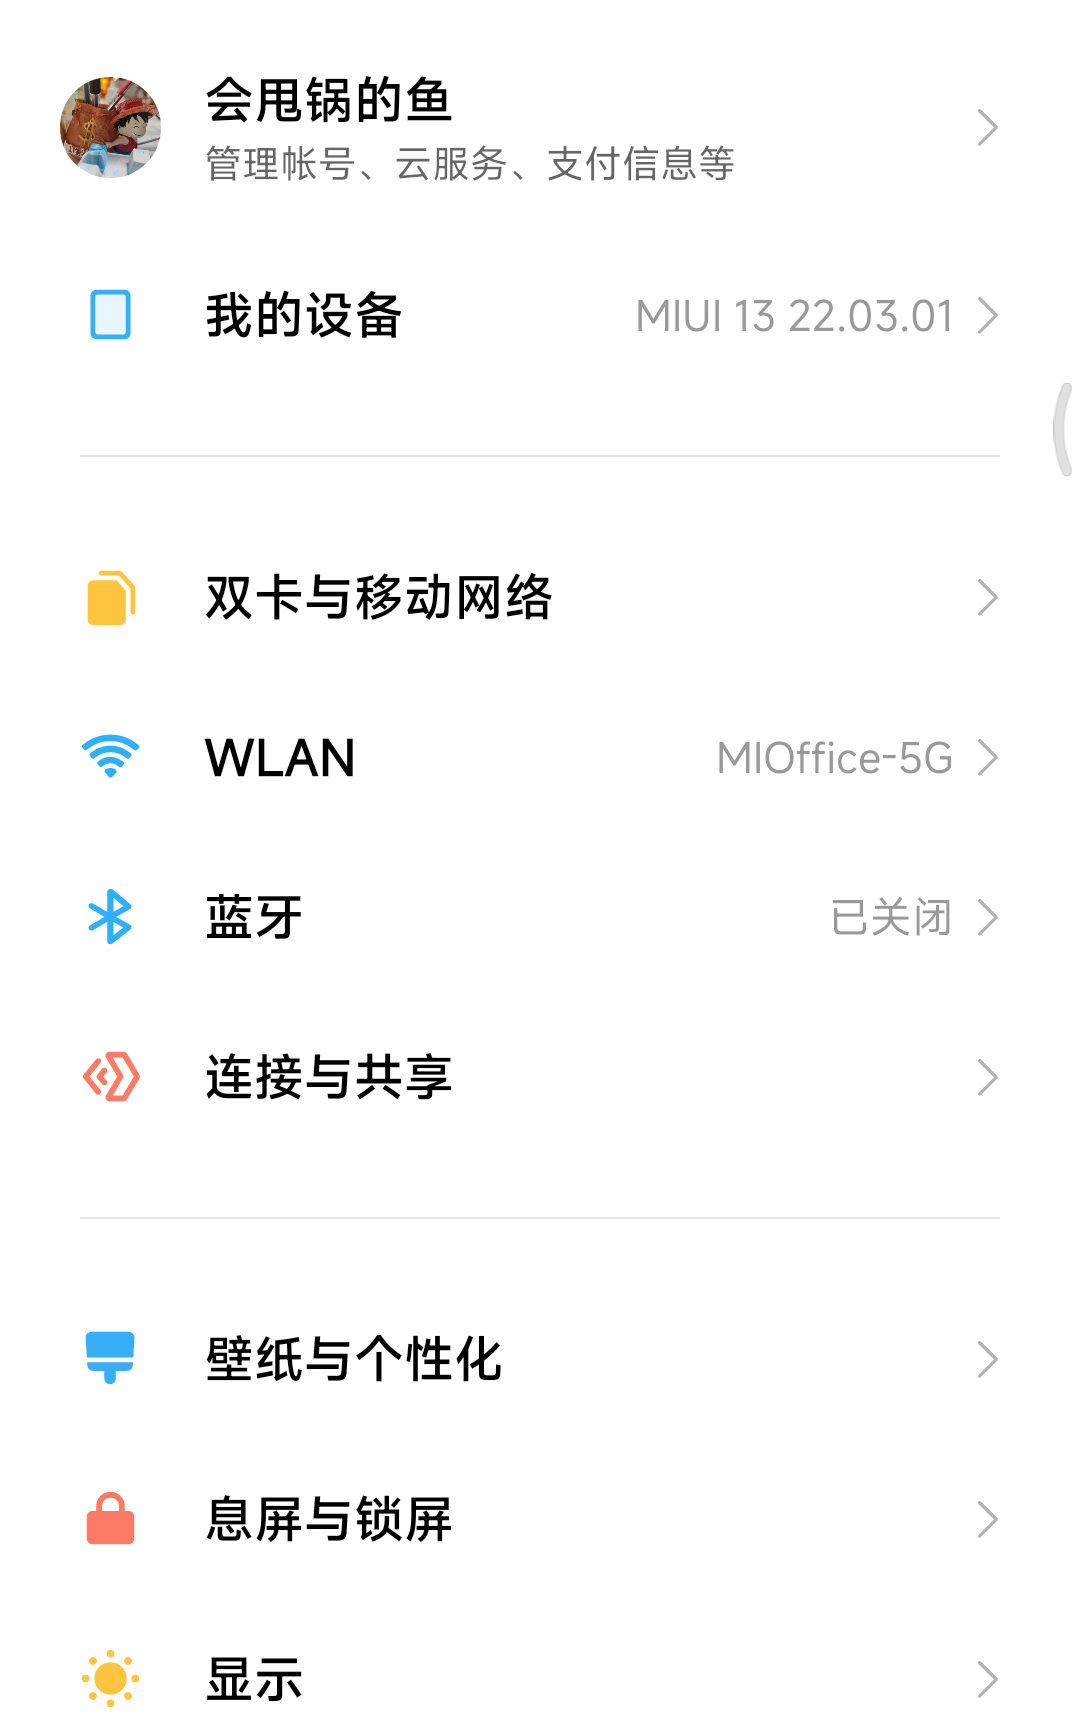 会甩锅的鱼
管理帐号、云服务、支付信息等
我的设备 MIUI 13 22.03.01
双卡与移动网络
WLAN MIOffice-5G
蓝牙 已关闭
连接与共享
壁纸与个性化
息屏与锁屏
显示